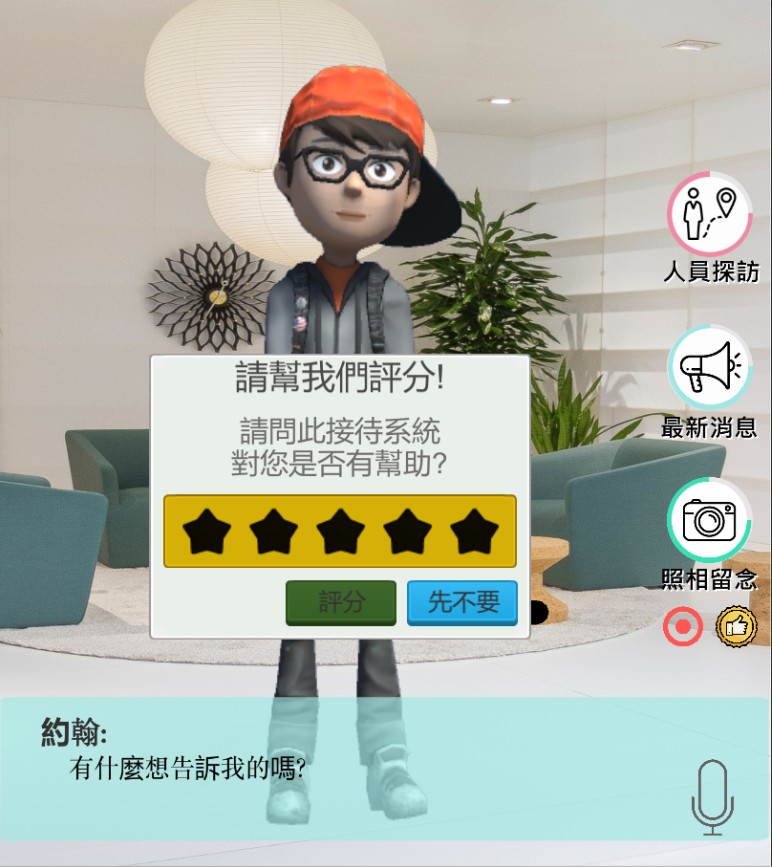 請幫我們評分!
請問此接待系統
對您是否有幫助?
評分
先不要
人員探訪
最新消息
照相留念
約翰:
有什麼想告訴我的嗎?